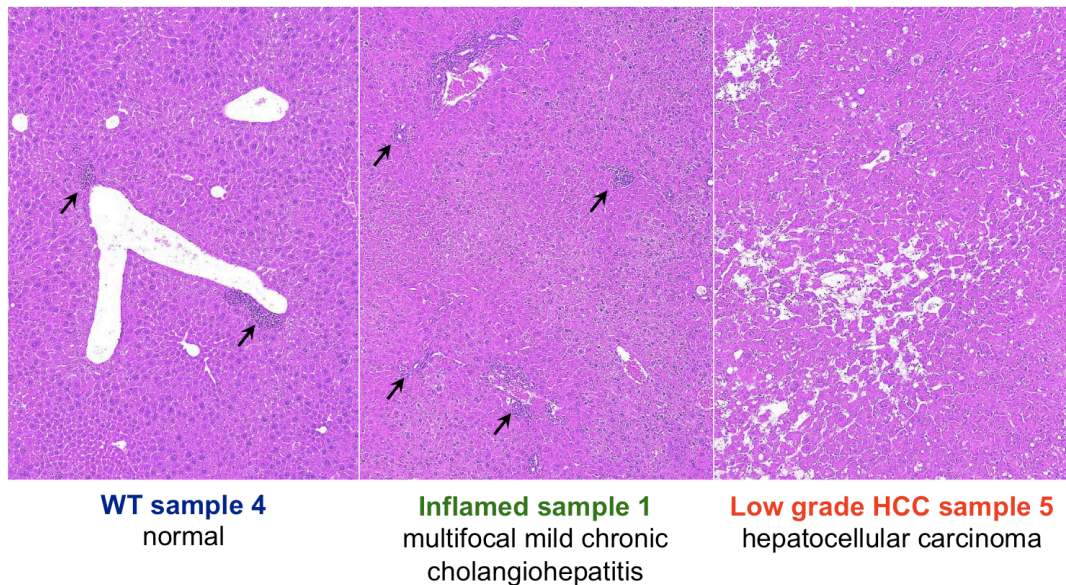 WT sample 4
normal
Inflamed sample 1
multifocal mild chronic
cholangiohepatitis
Low grade HCC sample 5
hepatocellular carcinoma